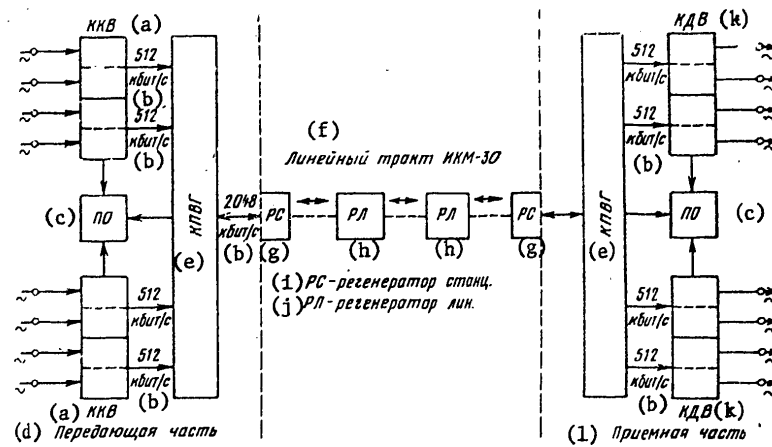 ККВ (a)
КДВ (k)
512
кбит/с
(b)
512
кбит/с
(b)
512
кбит/с
512
кбит/с
(b)
(f)
Линейный тракт ИКМ-30
(c) ПО
КПВГ
(e)
2048
кбит/с
(b)
РС
(g)
РЛ
(h)
РЛ
(h)
РС
(g)
КПВГ
(e)
ПО (c)
(i) РС-регенератор станц.
(j) РЛ-регенератор лин.
512
кбит/с
512
кбит/с
(b)
512
кбит/с
512
кбит/с
(b)
(a) ККВ
КДВ (k)
(d) Передающая часть
(l) Приемная часть